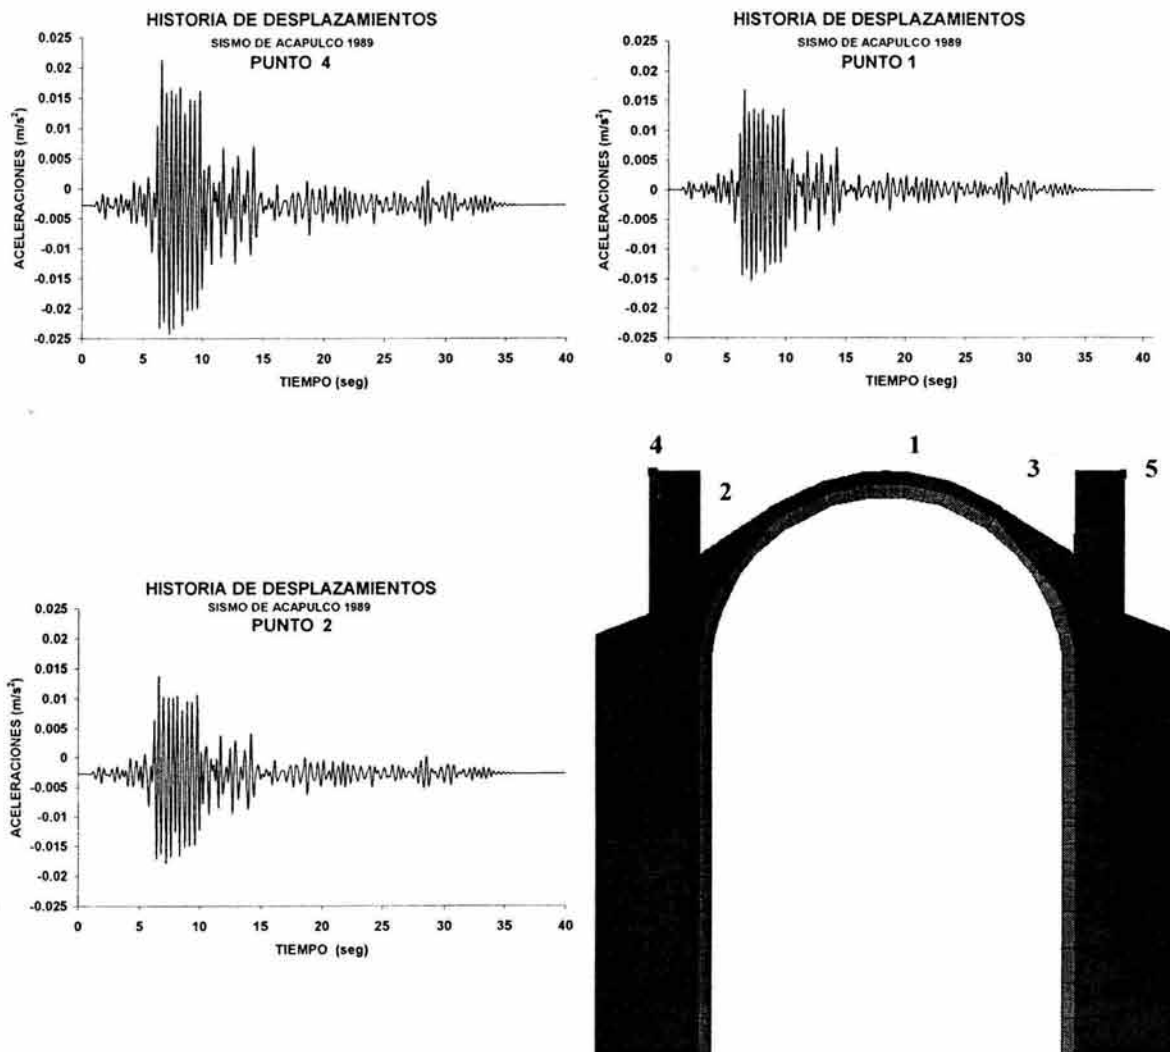 HISTORIA DE DESPLAZAMIENTOS
SISMO DE ACAPULCO 1989
PUNTO 4
ACELERACIONES (m/s²)
0.025
0.02
0.015
0.01
0.005
0
-0.005
-0.01
-0.015
-0.02
-0.025
0 5 10 15 20 25 30 35 40
TIEMPO (seg)
HISTORIA DE DESPLAZAMIENTOS
SISMO DE ACAPULCO 1989
PUNTO 1
ACELERACIONES (m/s²)
0.025
0.02
0.015
0.01
0.005
0
-0.005
-0.01
-0.015
-0.02
-0.025
0 5 10 15 20 25 30 35 40
TIEMPO (seg)
HISTORIA DE DESPLAZAMIENTOS
SISMO DE ACAPULCO 1989
PUNTO 2
ACELERACIONES (m/s²)
0.025
0.02
0.015
0.01
0.005
0
-0.005
-0.01
-0.015
-0.02
-0.025
0 5 10 15 20 25 30 35 40
TIEMPO (seg)
4
1
3
5
2